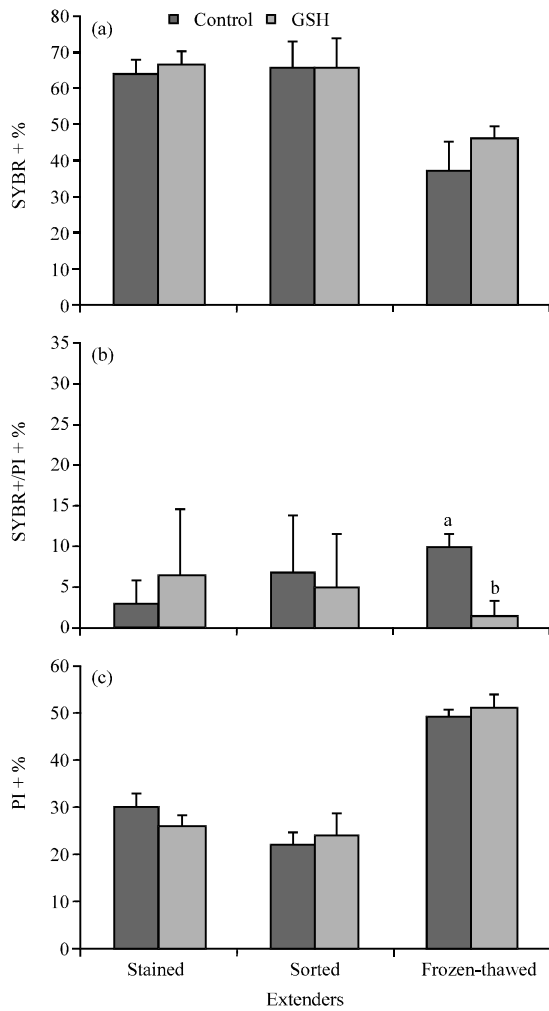 (a)
Control GSH
80
70
60
50
40
30
20
10
0
SYBR + %
(b)
35
30
25
20
15
10
5
0
SYBR+/PI + %
a
b
(c)
60
50
40
30
20
10
0
PI + %
Stained Sorted Frozen-thawed
Extenders